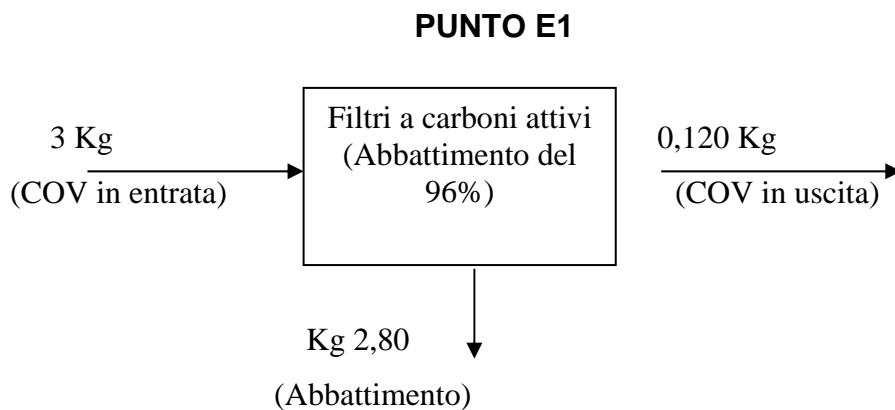 PUNTO E1
3 Kg
(COV in entrata)
Filtri a carboni attivi
(Abbattimento del
96%)
0,120 Kg
(COV in uscita)
Kg 2,80
(Abbattimento)